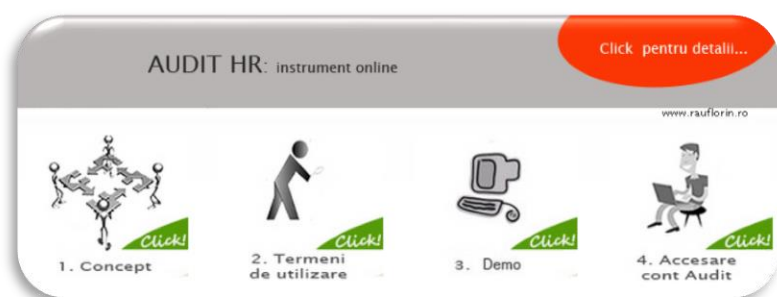 AUDIT HR: instrument online
Click pentru detalii...
www.rauflorin.ro
Click!
1. Concept
Click!
2. Termeni
de utilizare
Click!
3. Demo
Click!
4. Accesare
cont Audit